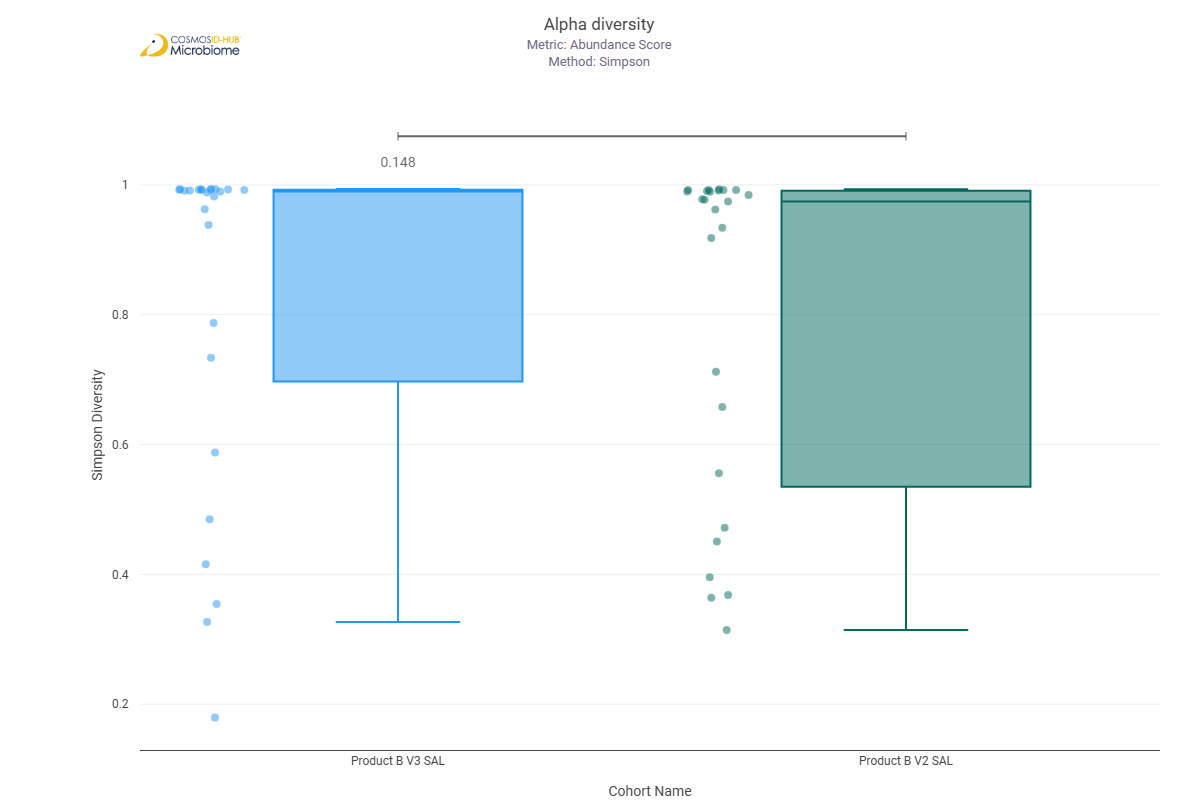 Alpha diversity
Metric: Abundance Score
Method: Simpson
COSMOSID-HUB
Microbiome
0.148
1
0.8
0.6
0.4
0.2
Simpson Diversity
Product B V3 SAL
Product B V2 SAL
Cohort Name